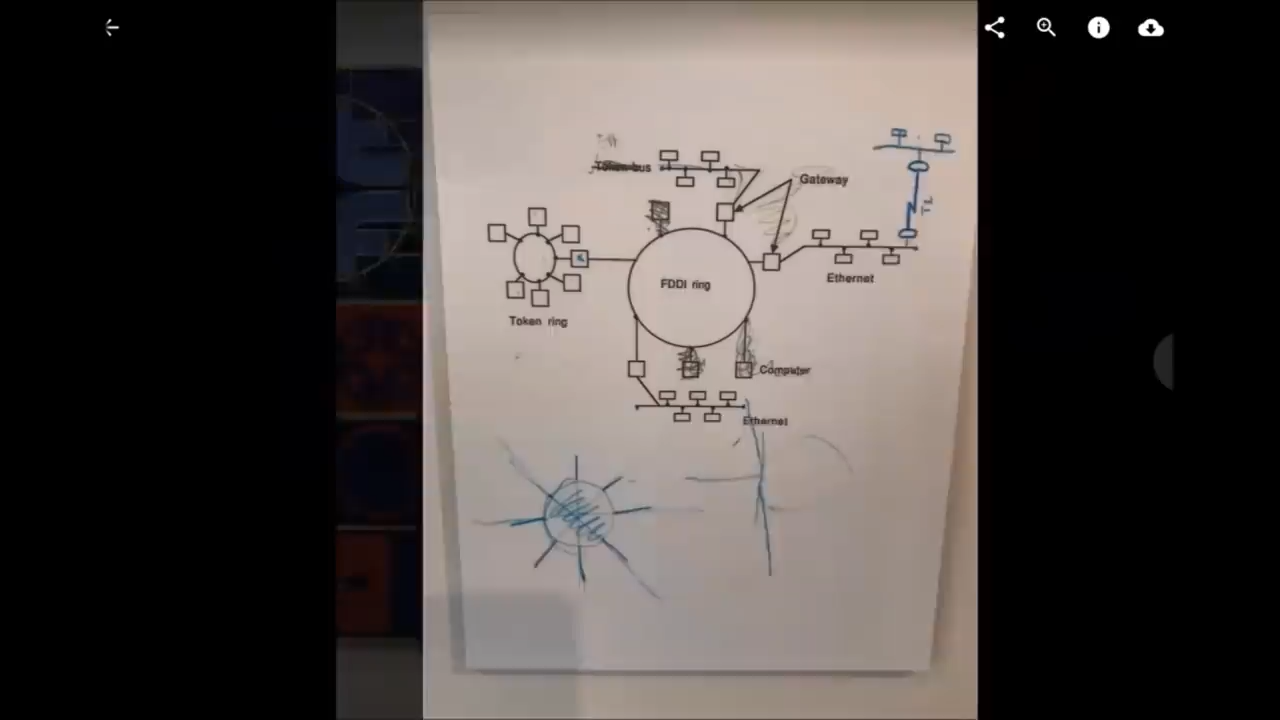 Token bus
Gateway
Ethernet
FDDI ring
Token ring
Computer
Ethernet